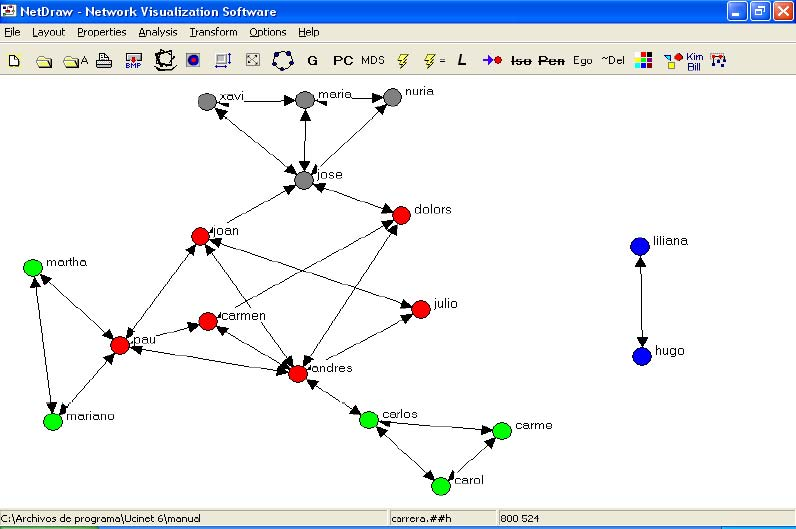 NetDraw - Network Visualization Software
File Layout Properties Analysis Transform Options Help
A BMP G PC MDS = L Iso Pen Ego ~Del Kim Bill
xavi maria nuria
jose
dolors
joan
liliana
martha
julio
carmen
pau
hugo
andres
mariano carlos
carme
carol
C:\Archivos de programa\Ucinet 6\manual carrera.##h 800 524